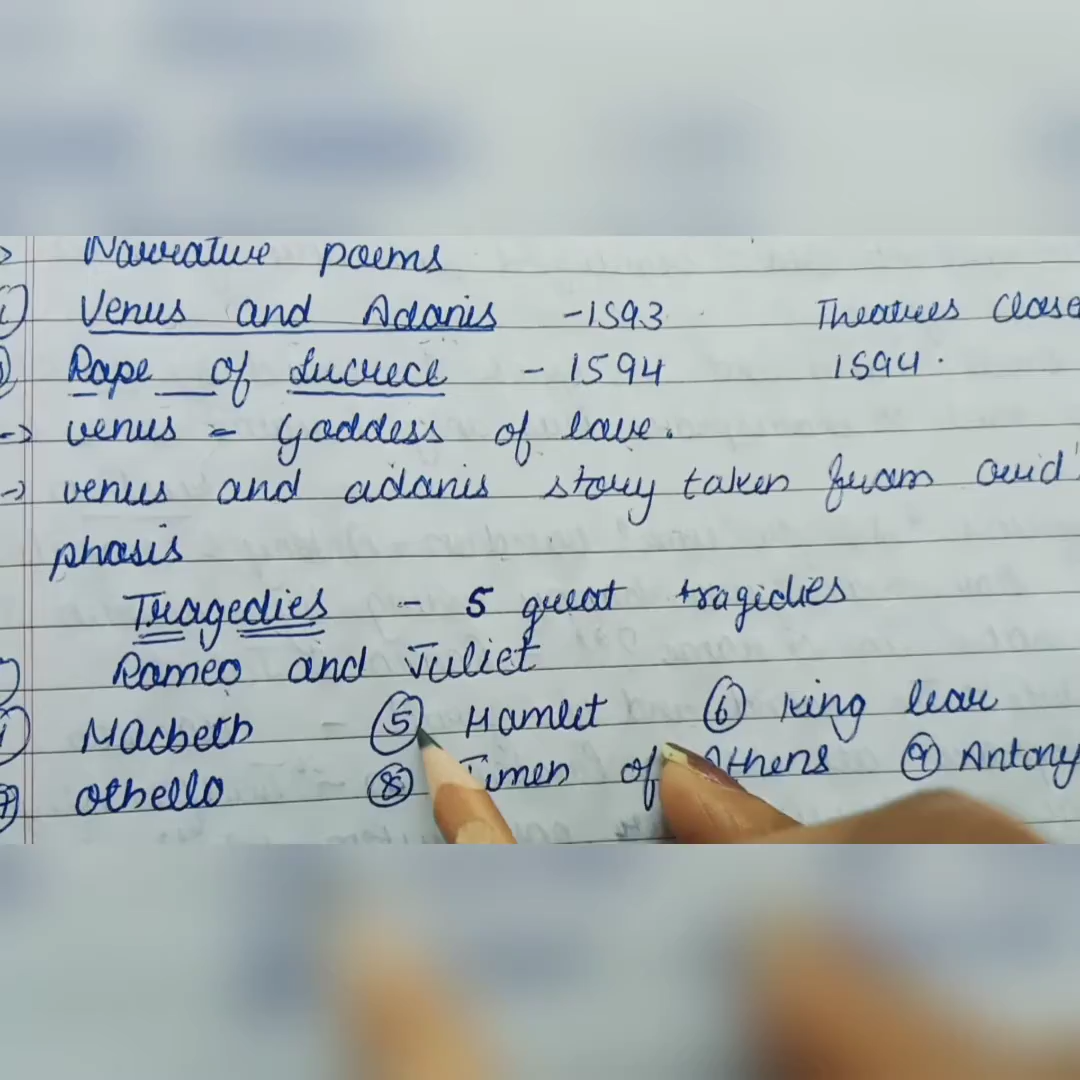 Narrative poems
Venus and Adonis - 1593 Theatres Close
Rape of Lucrece - 1594 1594.
→ venus = Goddess of love.
→ venus and adonis story taken from ovid's
phosis
Tragedies - 5 great tragidies
Romeo and Juliet
Macbeth - ⑤ Hamlet ⑥ King lear
Othello ⑧ Timen of Athens ⑨ Antony